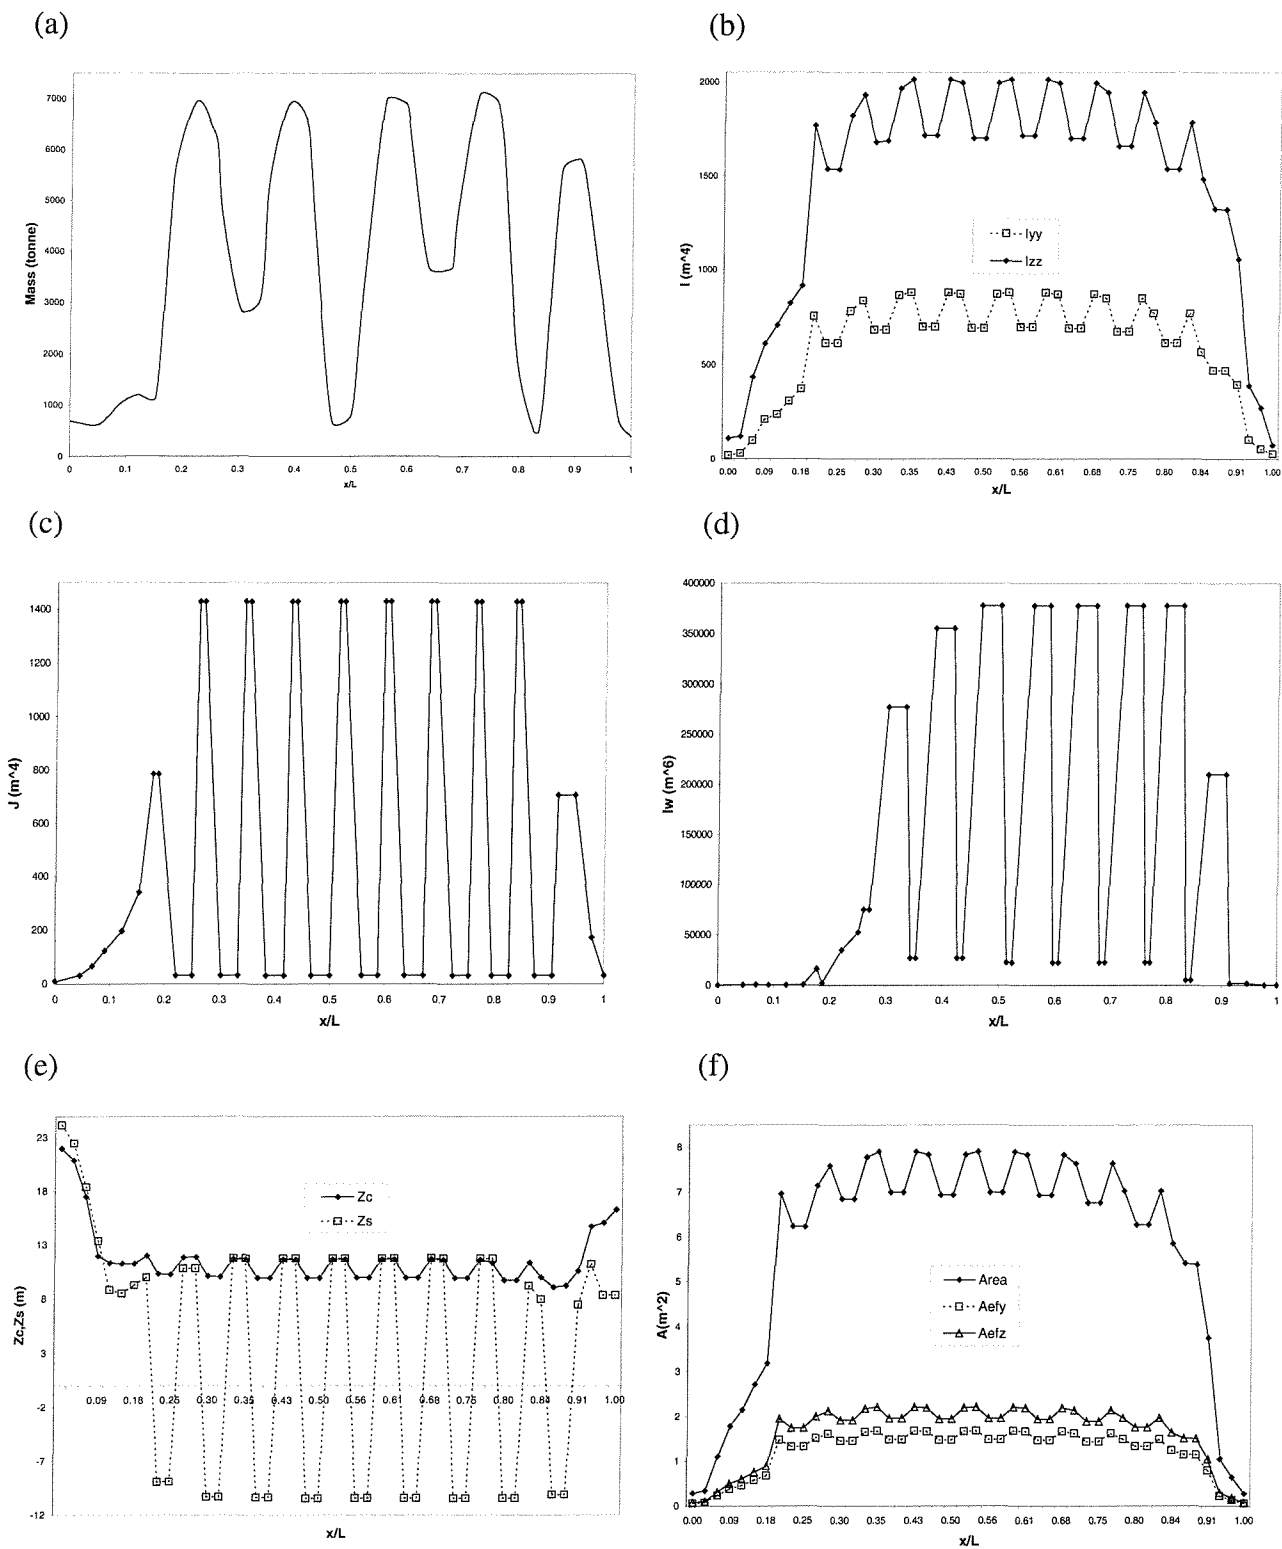 (a)
7000
6000
5000
4000
3000
2000
1000
0
Mass (tonne)
0 0.1 0.2 0.3 0.4 0.5 0.6 0.7 0.8 0.9 1
x/L
(b)
2000
1500
1000
500
0
I (m^4)
Iyy
Izz
0.00 0.09 0.18 0.25 0.30 0.35 0.43 0.50 0.56 0.63 0.68 0.75 0.80 0.84 0.91 1.00
x/L
(c)
1400
1200
1000
800
600
400
200
0
J (m^4)
0 0.1 0.2 0.3 0.4 0.5 0.6 0.7 0.8 0.9 1
x/L
(d)
400000
350000
300000
250000
200000
150000
100000
50000
0
Iw (m^6)
0 0.1 0.2 0.3 0.4 0.5 0.6 0.7 0.8 0.9 1
x/L
(e)
23
18
13
8
3
-2
-7
-12
Zc,Zs (m)
Zc
Zs
0.09 0.18 0.25 0.30 0.35 0.43 0.50 0.56 0.61 0.68 0.75 0.80 0.84 0.91 1.00
x/L
(f)
8
7
6
5
4
3
2
1
0
A(m^2)
Area
Aefy
Aefz
0.00 0.09 0.18 0.25 0.30 0.35 0.43 0.50 0.56 0.61 0.68 0.75 0.80 0.84 0.91 1.00
x/L